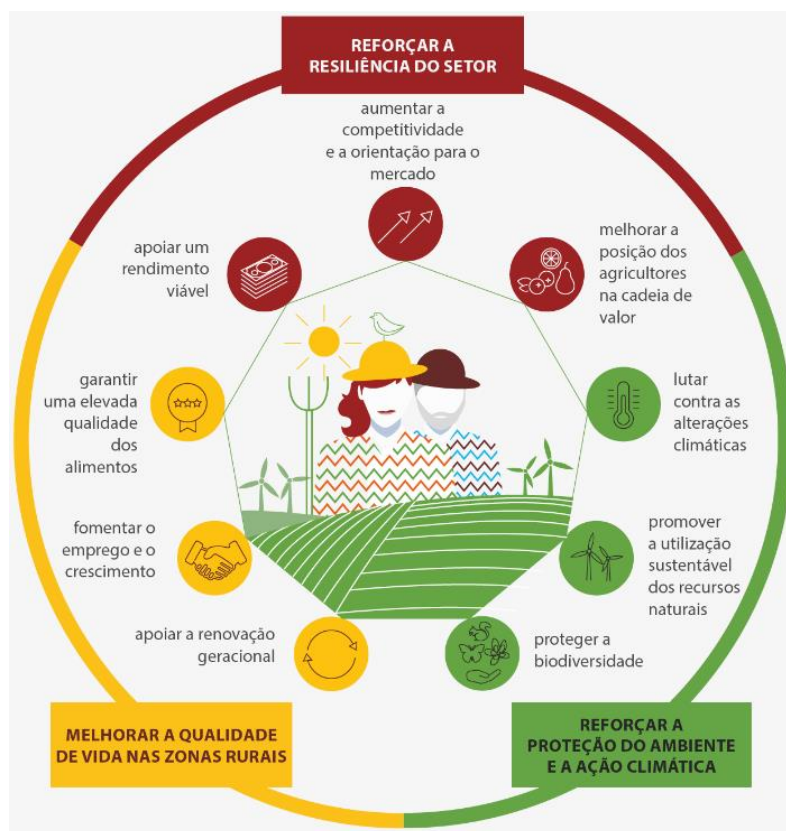 REFORÇAR A
RESILIÊNCIA DO SETOR
aumentar a
competitividade
e a orientação para o
mercado
apoiar um
rendimento
viável
melhorar a
posição dos
agricultores
na cadeia de
valor
garantir
uma elevada
qualidade
dos
alimentos
lutar
contra as
alterações
climáticas
fomentar o
emprego e o
crescimento
promover
a utilização
sustentável
dos recursos
naturais
apoiar a renovação
geracional
proteger a
biodiversidade
MELHORAR A QUALIDADE
DE VIDA NAS ZONAS RURAIS
REFORÇAR A
PROTEÇÃO DO AMBIENTE
E A AÇÃO CLIMÁTICA